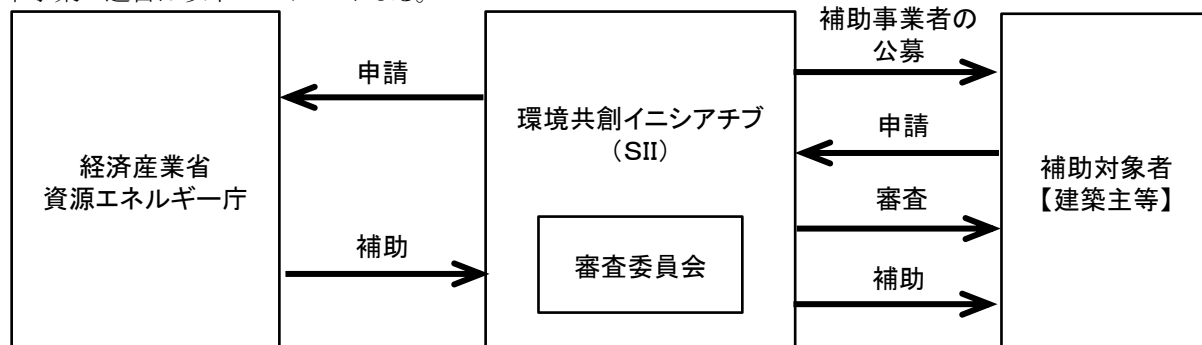 補助事業者の
公募
申請
環境共創イニシアチブ
（SII）
申請
経済産業省
資源エネルギー庁
補助対象者
【建築主等】
審査
補助
審査委員会
補助